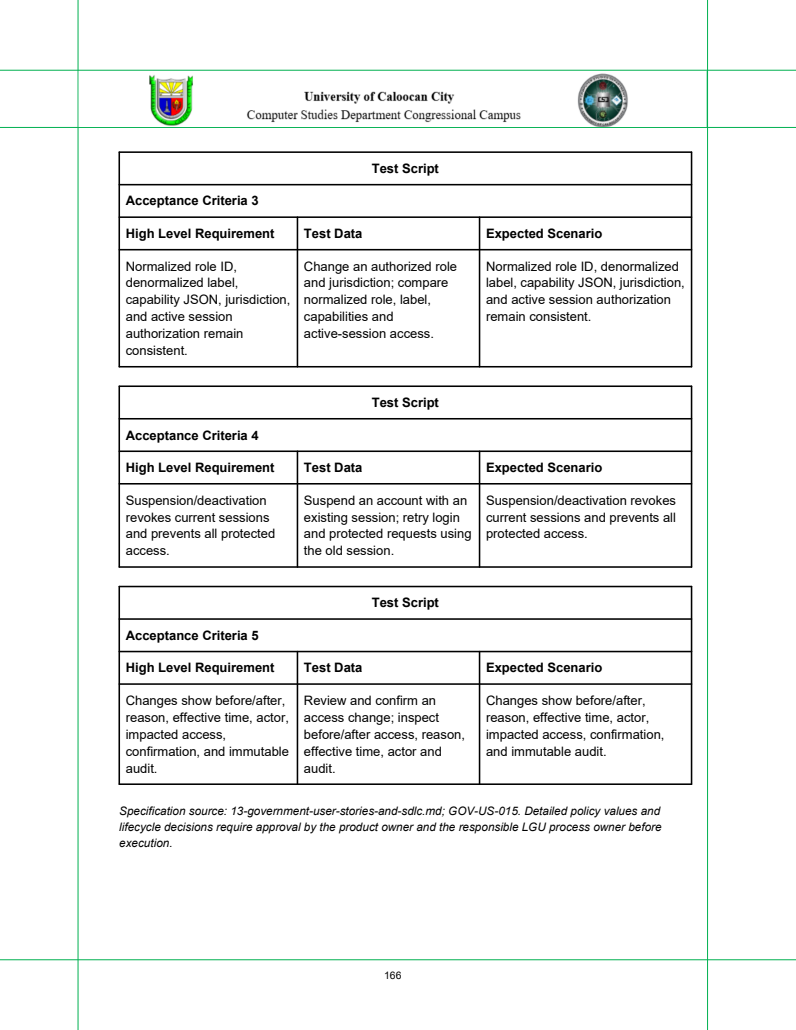 University of Caloocan City
Computer Studies Department Congressional Campus
Test Script
Acceptance Criteria 3
High Level Requirement
Test Data
Expected Scenario
Normalized role ID,
denormalized label,
capability JSON, jurisdiction,
and active session
authorization remain
consistent.
Change an authorized role
and jurisdiction; compare
normalized role, label,
capabilities and
active-session access.
Normalized role ID, denormalized
label, capability JSON, jurisdiction,
and active session authorization
remain consistent.
Test Script
Acceptance Criteria 4
High Level Requirement
Test Data
Expected Scenario
Suspension/deactivation
revokes current sessions
and prevents all protected
access.
Suspend an account with an
existing session; retry login
and protected requests using
the old session.
Suspension/deactivation revokes
current sessions and prevents all
protected access.
Test Script
Acceptance Criteria 5
High Level Requirement
Test Data
Expected Scenario
Changes show before/after,
reason, effective time, actor,
impacted access,
confirmation, and immutable
audit.
Review and confirm an
access change; inspect
before/after access, reason,
effective time, actor and
audit.
Changes show before/after,
reason, effective time, actor,
impacted access, confirmation,
and immutable audit.
Specification source: 13-government-user-stories-and-sdlc.md; GOV-US-015. Detailed policy values and
lifecycle decisions require approval by the product owner and the responsible LGU process owner before
execution.
166